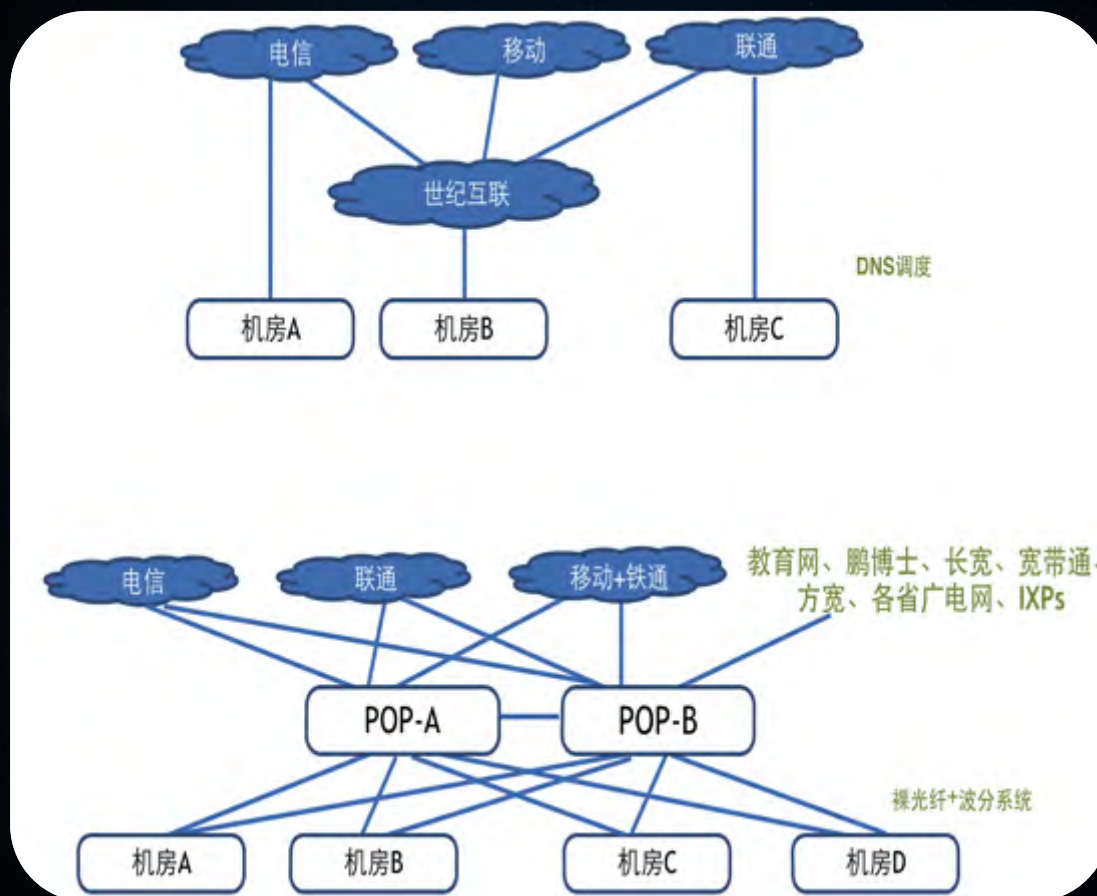 电信
移动
联通
世纪互联
DNS调度
机房A
机房B
机房C
电信
联通
移动+铁通
教育网、鹏博士、长宽、宽带通、
方宽、各省广电网、IXPs
POP-A
POP-B
裸光纤+波分系统
机房A
机房B
机房C
机房D